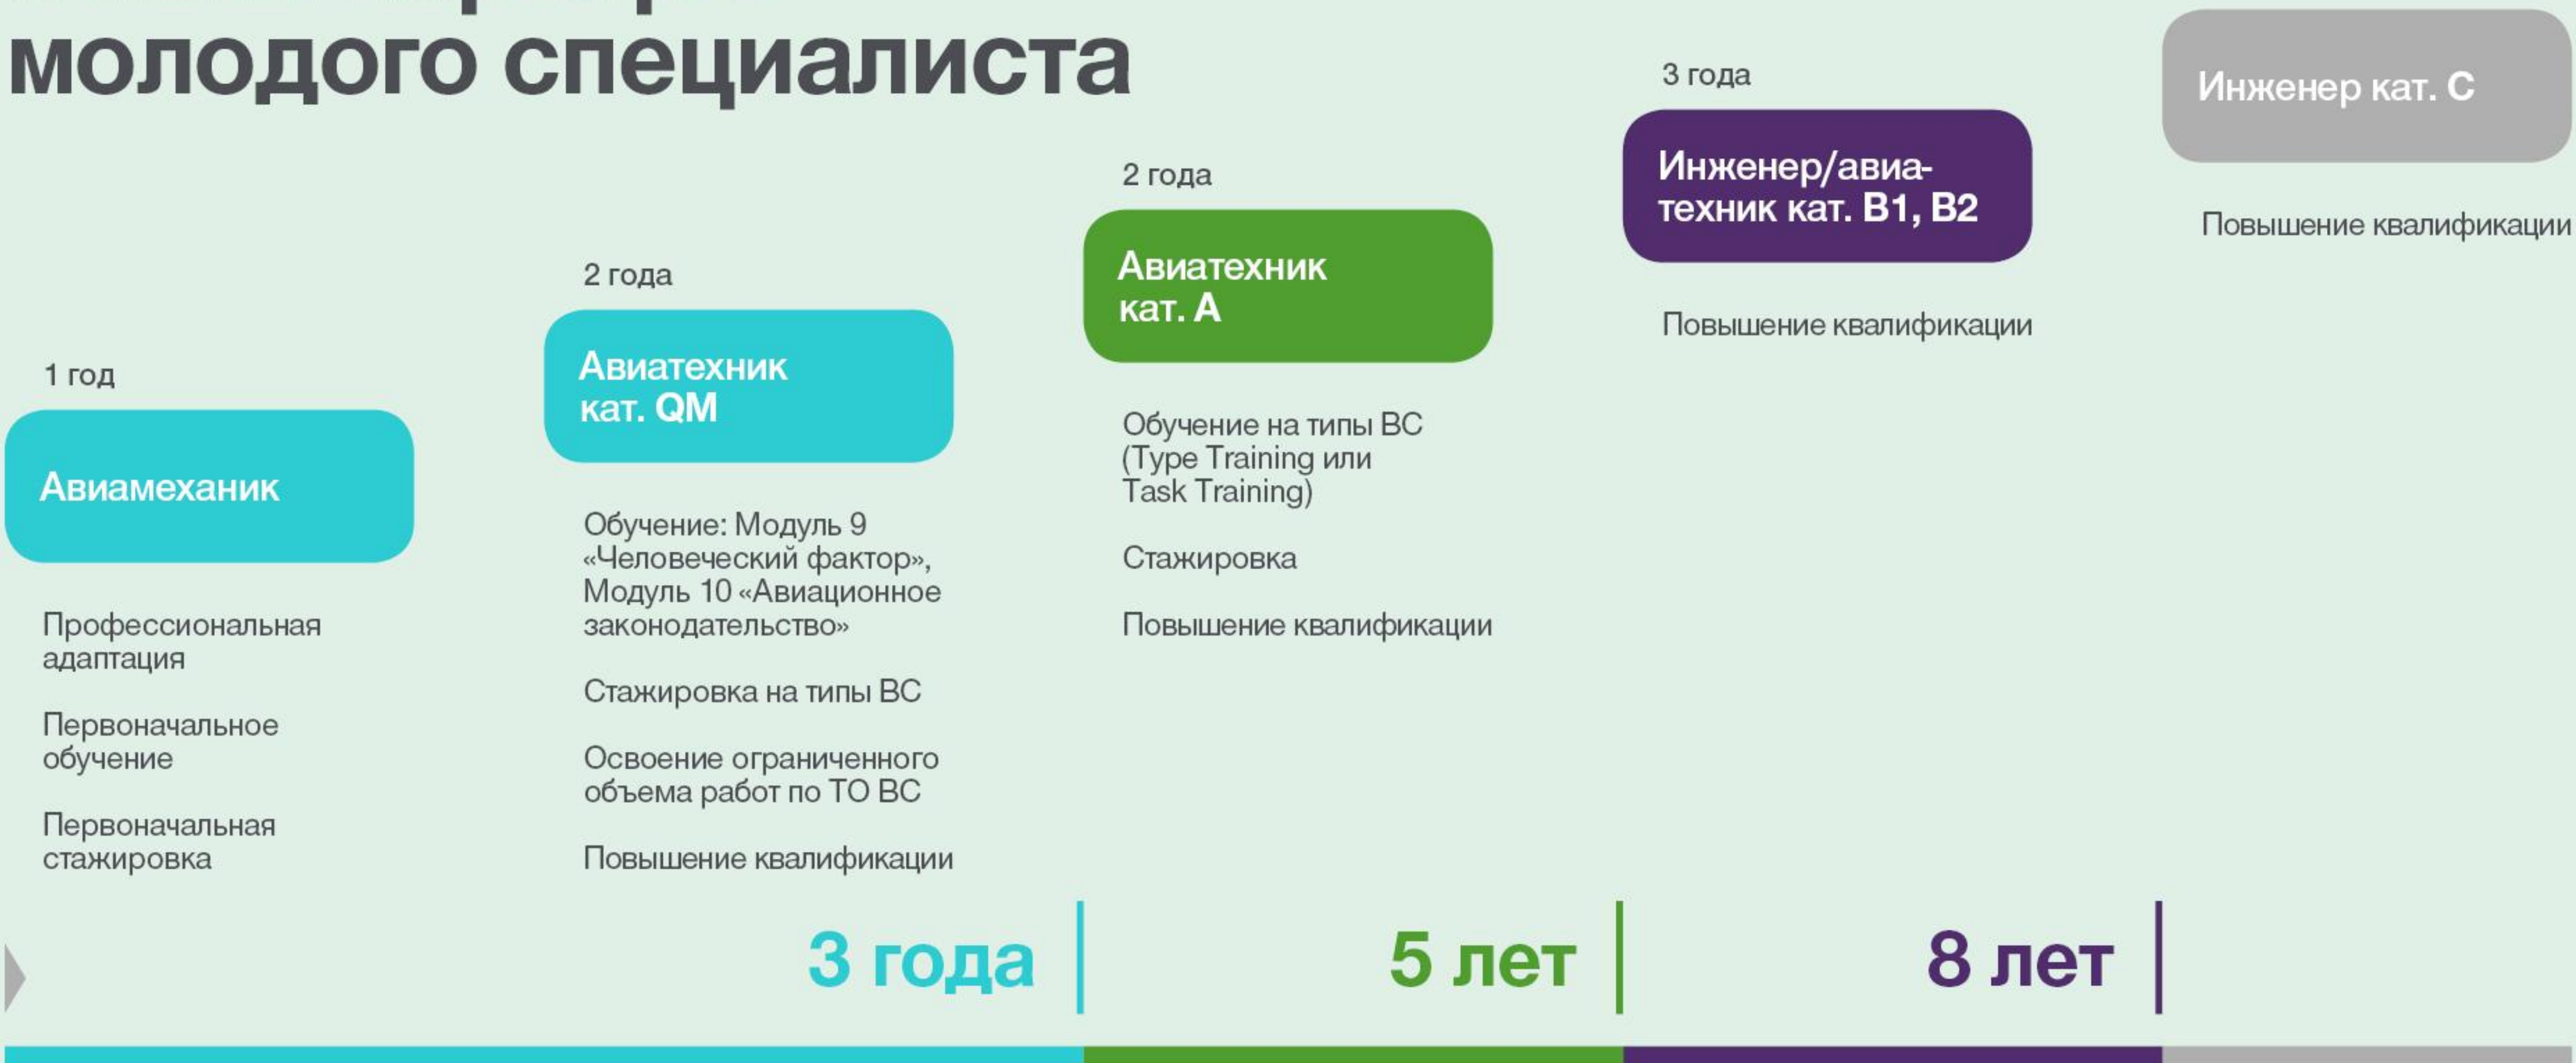 молодого специалиста
1 год
Авиамеханик
Профессиональная
адаптация
Первоначальное
обучение
Первоначальная
стажировка
2 года
Авиатехник
кат. QM
Обучение: Модуль 9
«Человеческий фактор»,
Модуль 10 «Авиационное
законодательство»
Стажировка на типы ВС
Освоение ограниченного
объема работ по ТО ВС
Повышение квалификации
2 года
Авиатехник
кат. А
Обучение на типы ВС
(Type Training или
Task Training)
Стажировка
Повышение квалификации
3 года
Инженер/авиа-
техник кат. B1, B2
Повышение квалификации
Инженер кат. C
Повышение квалификации
3 года
5 лет
8 лет